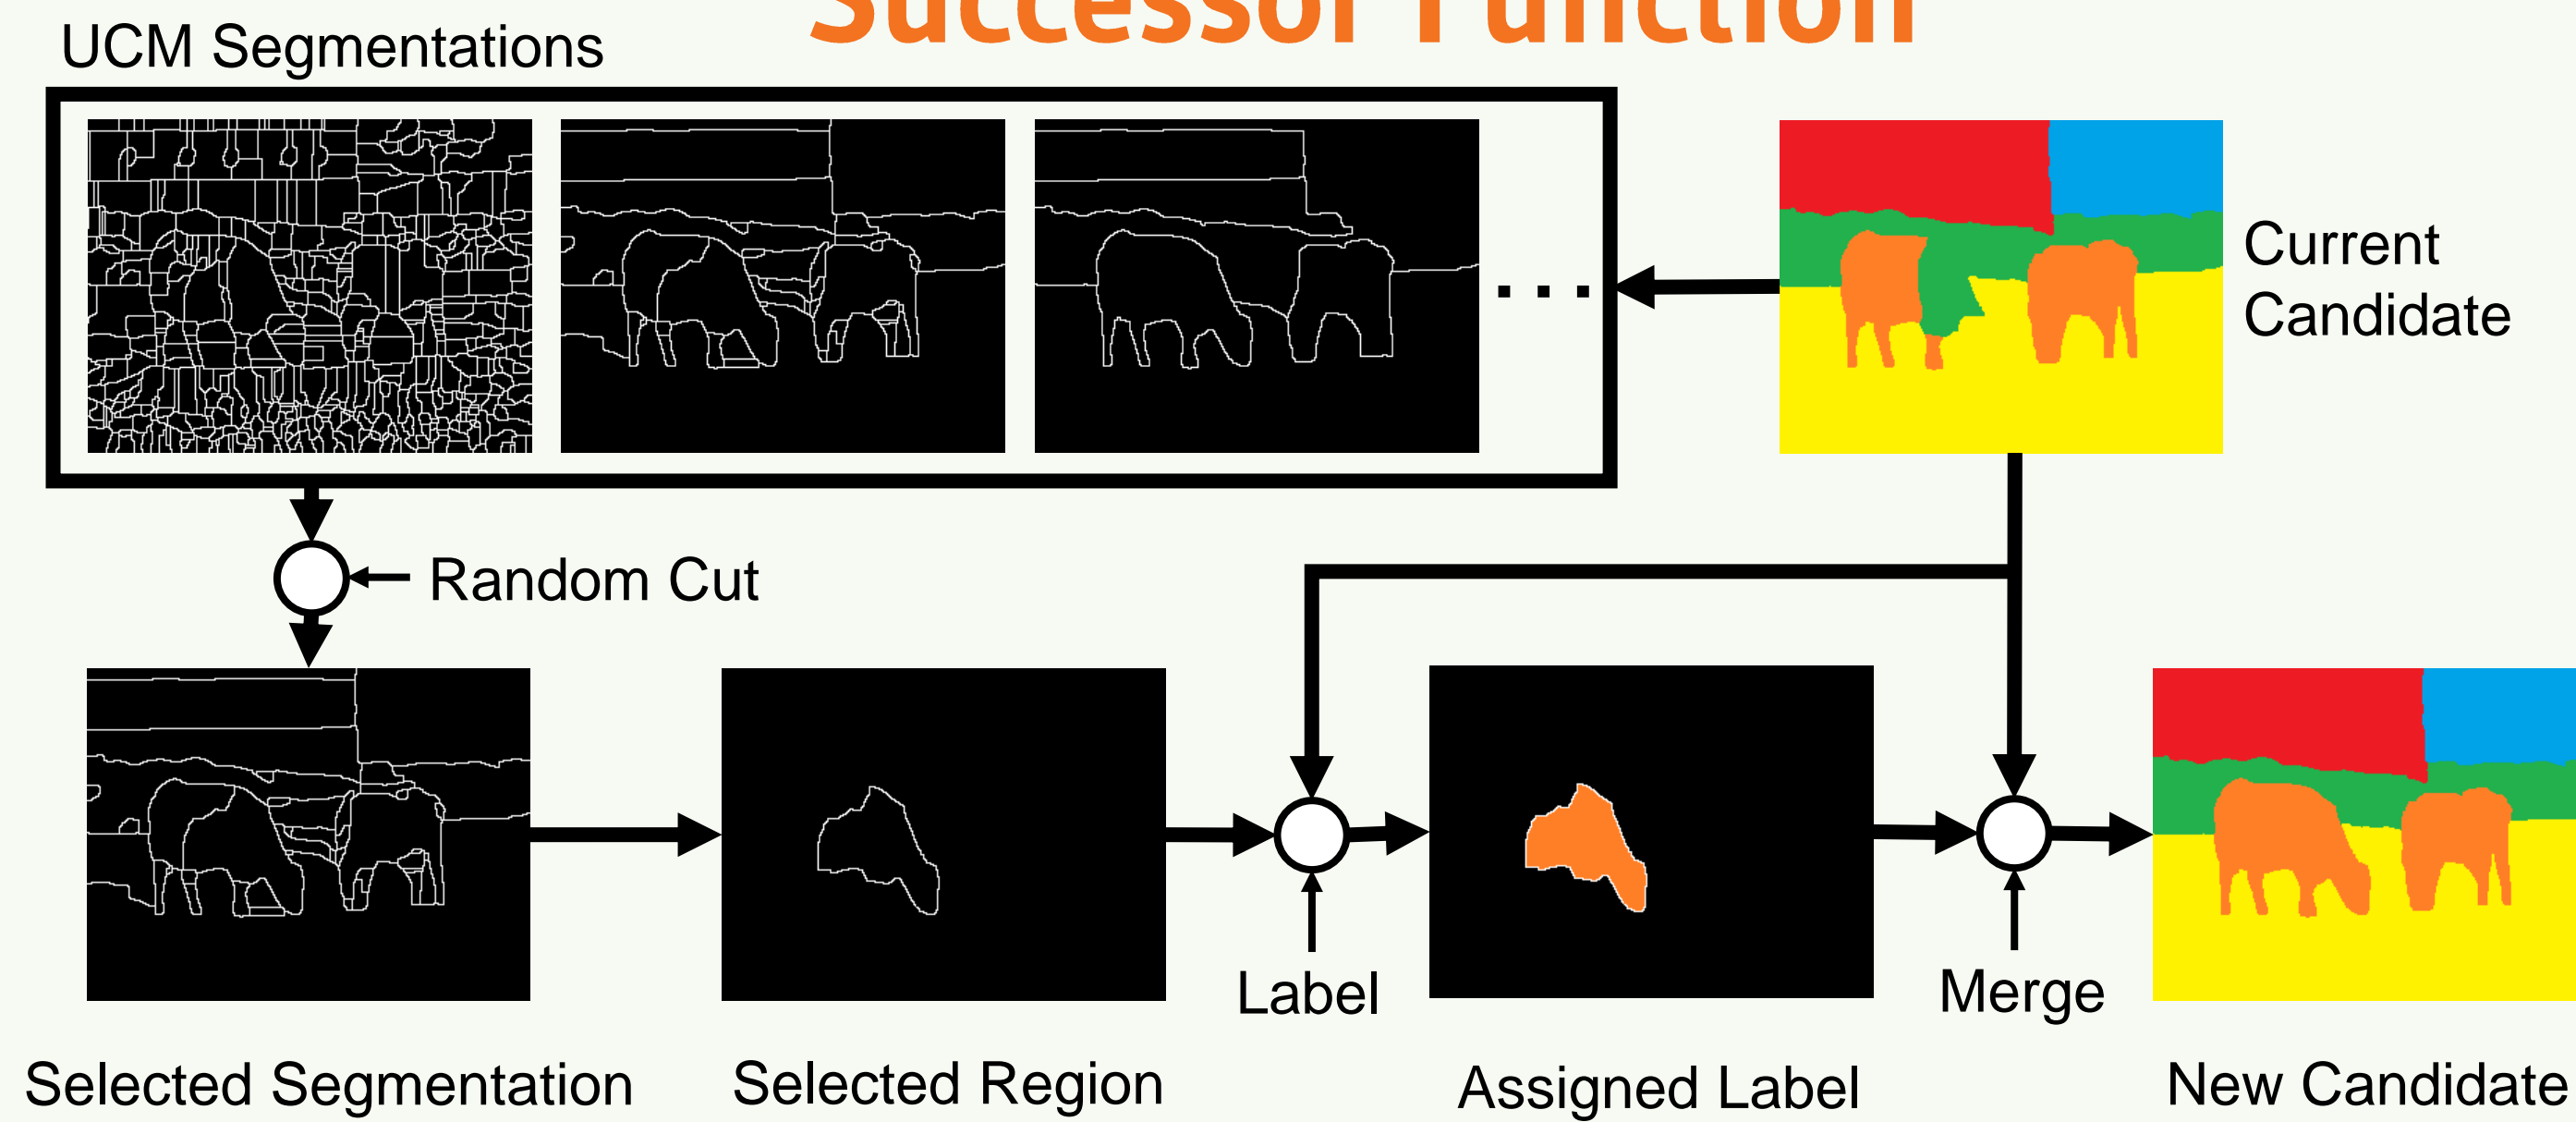 Successor Function
UCM Segmentations
...
Current
Candidate
Random Cut
Label
Merge
Selected Segmentation
Selected Region
Assigned Label
New Candidate